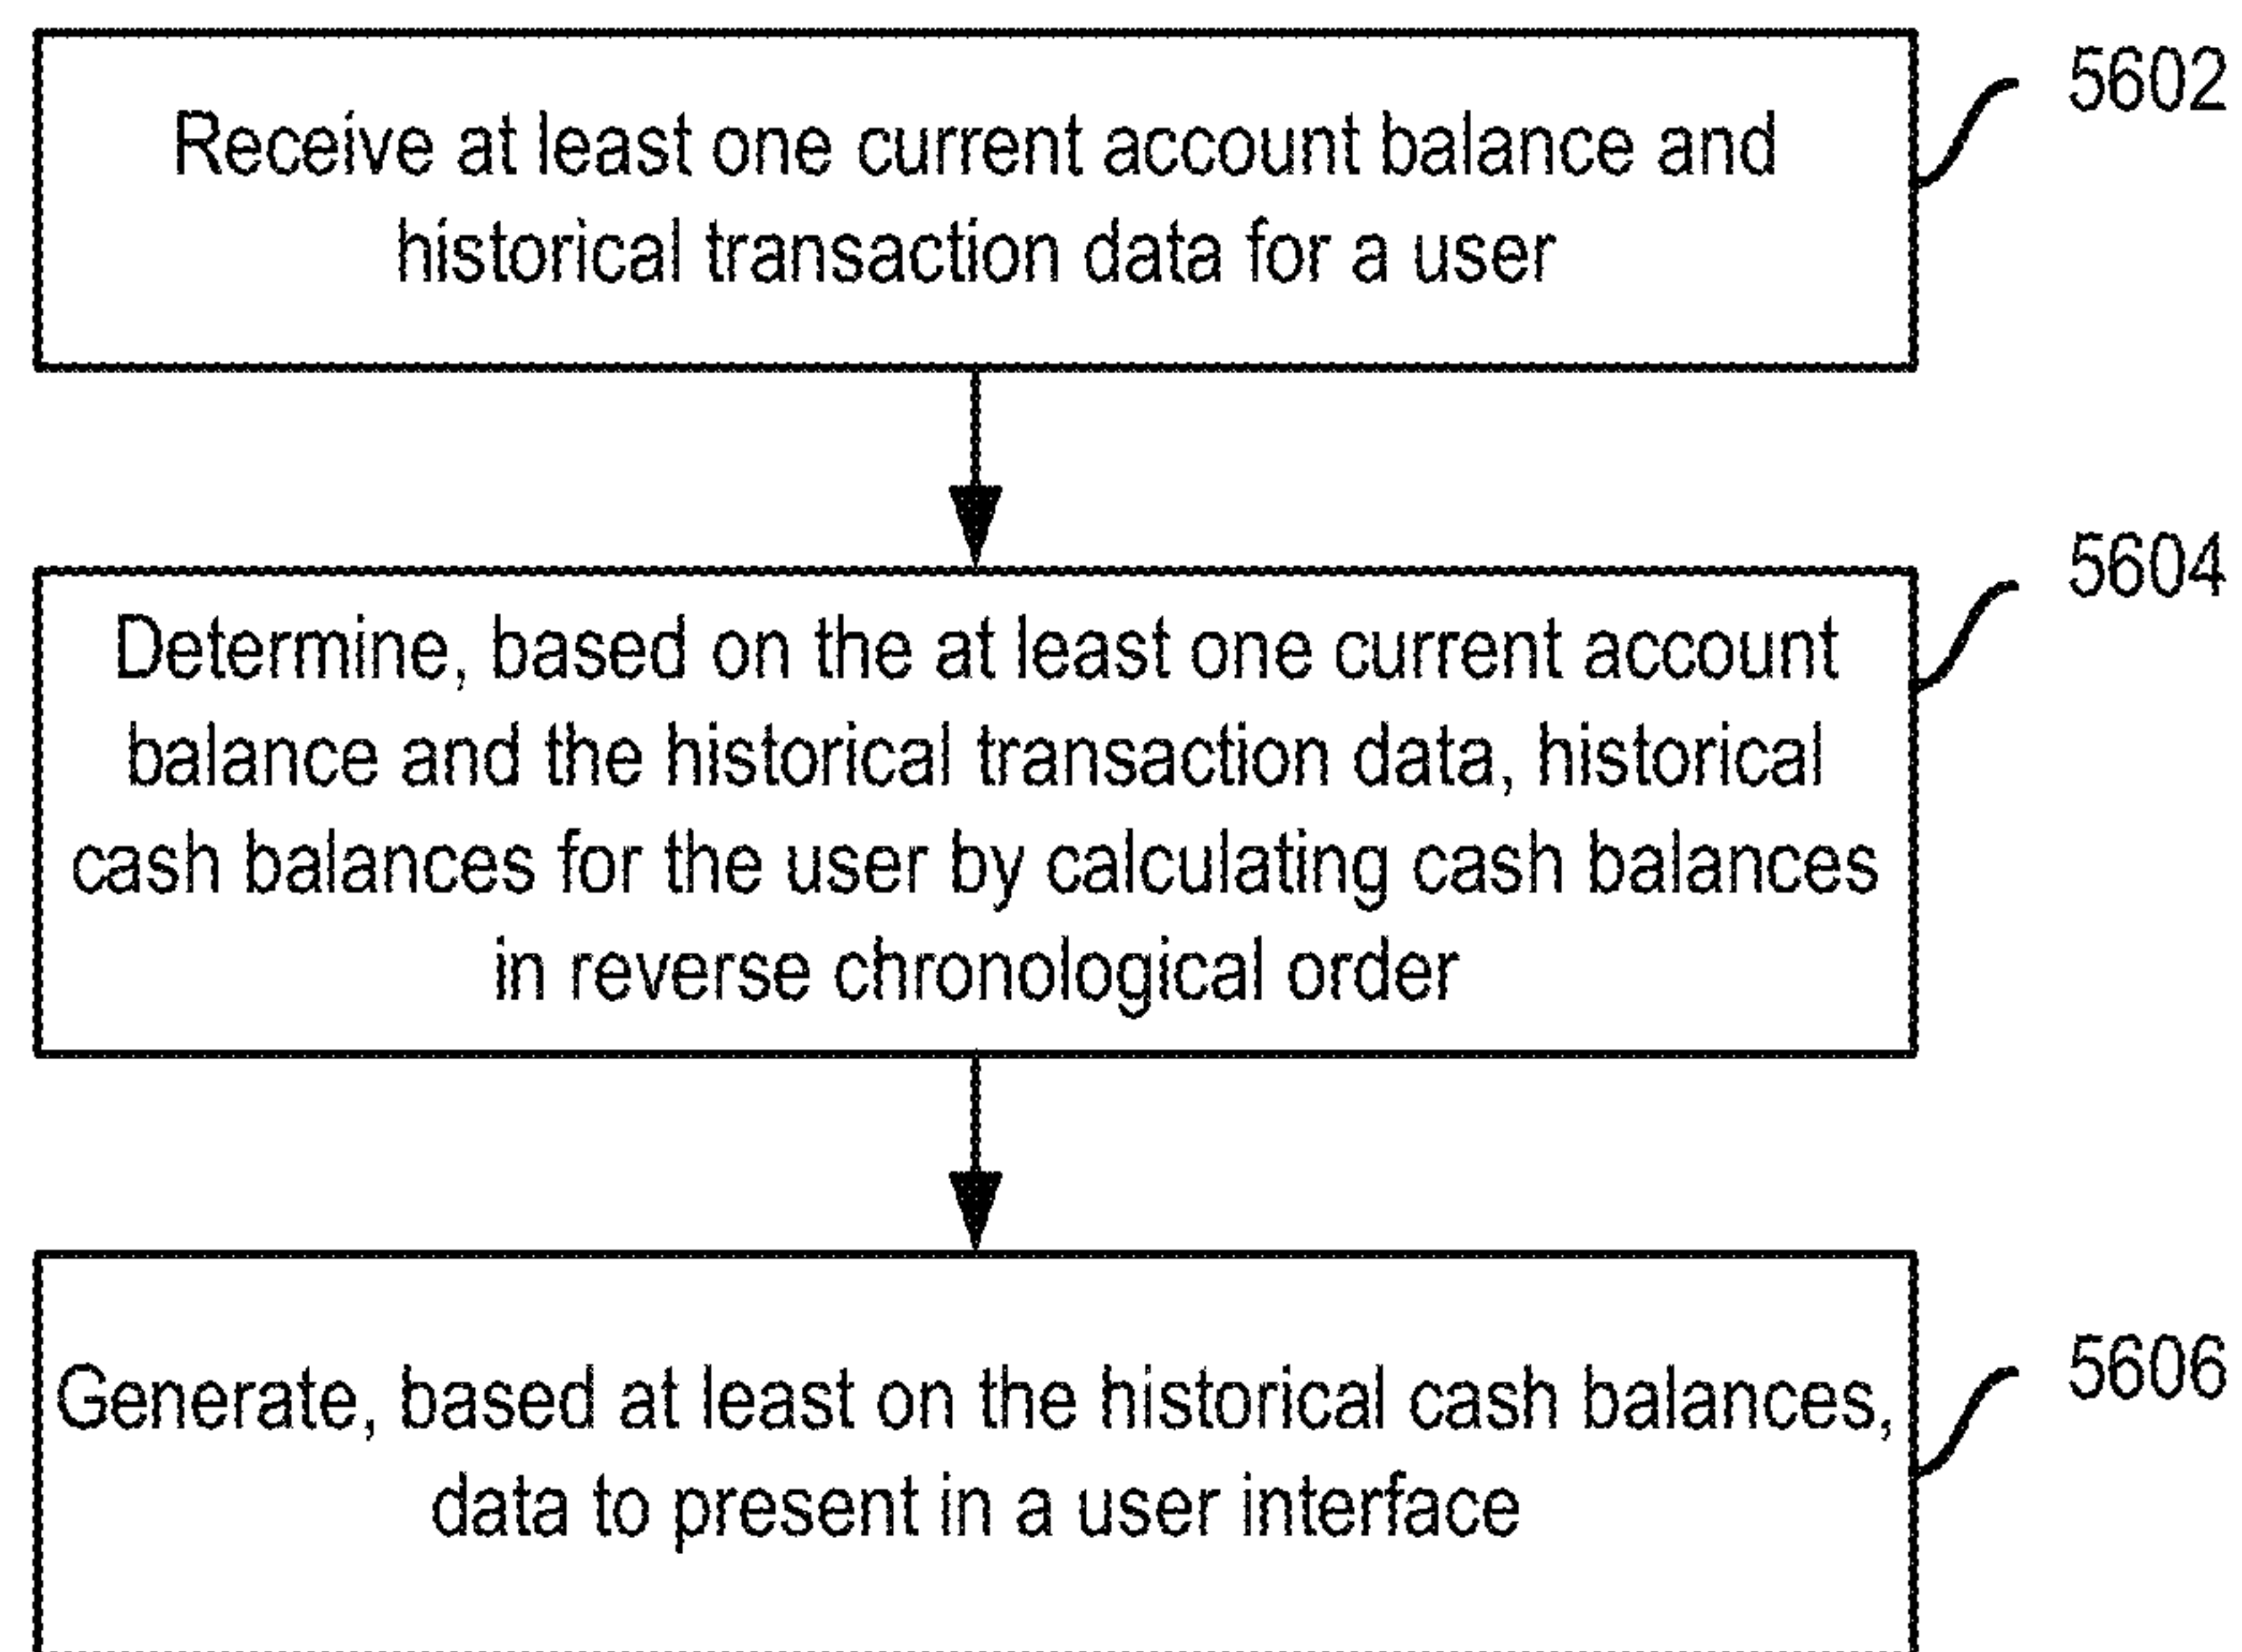 Receive at least one current account balance and
historical transaction data for a user
5602
Determine, based on the at least one current account
balance and the historical transaction data, historical
cash balances for the user by calculating cash balances
in reverse chronological order
5604
Generate, based at least on the historical cash balances,
data to present in a user interface
5606